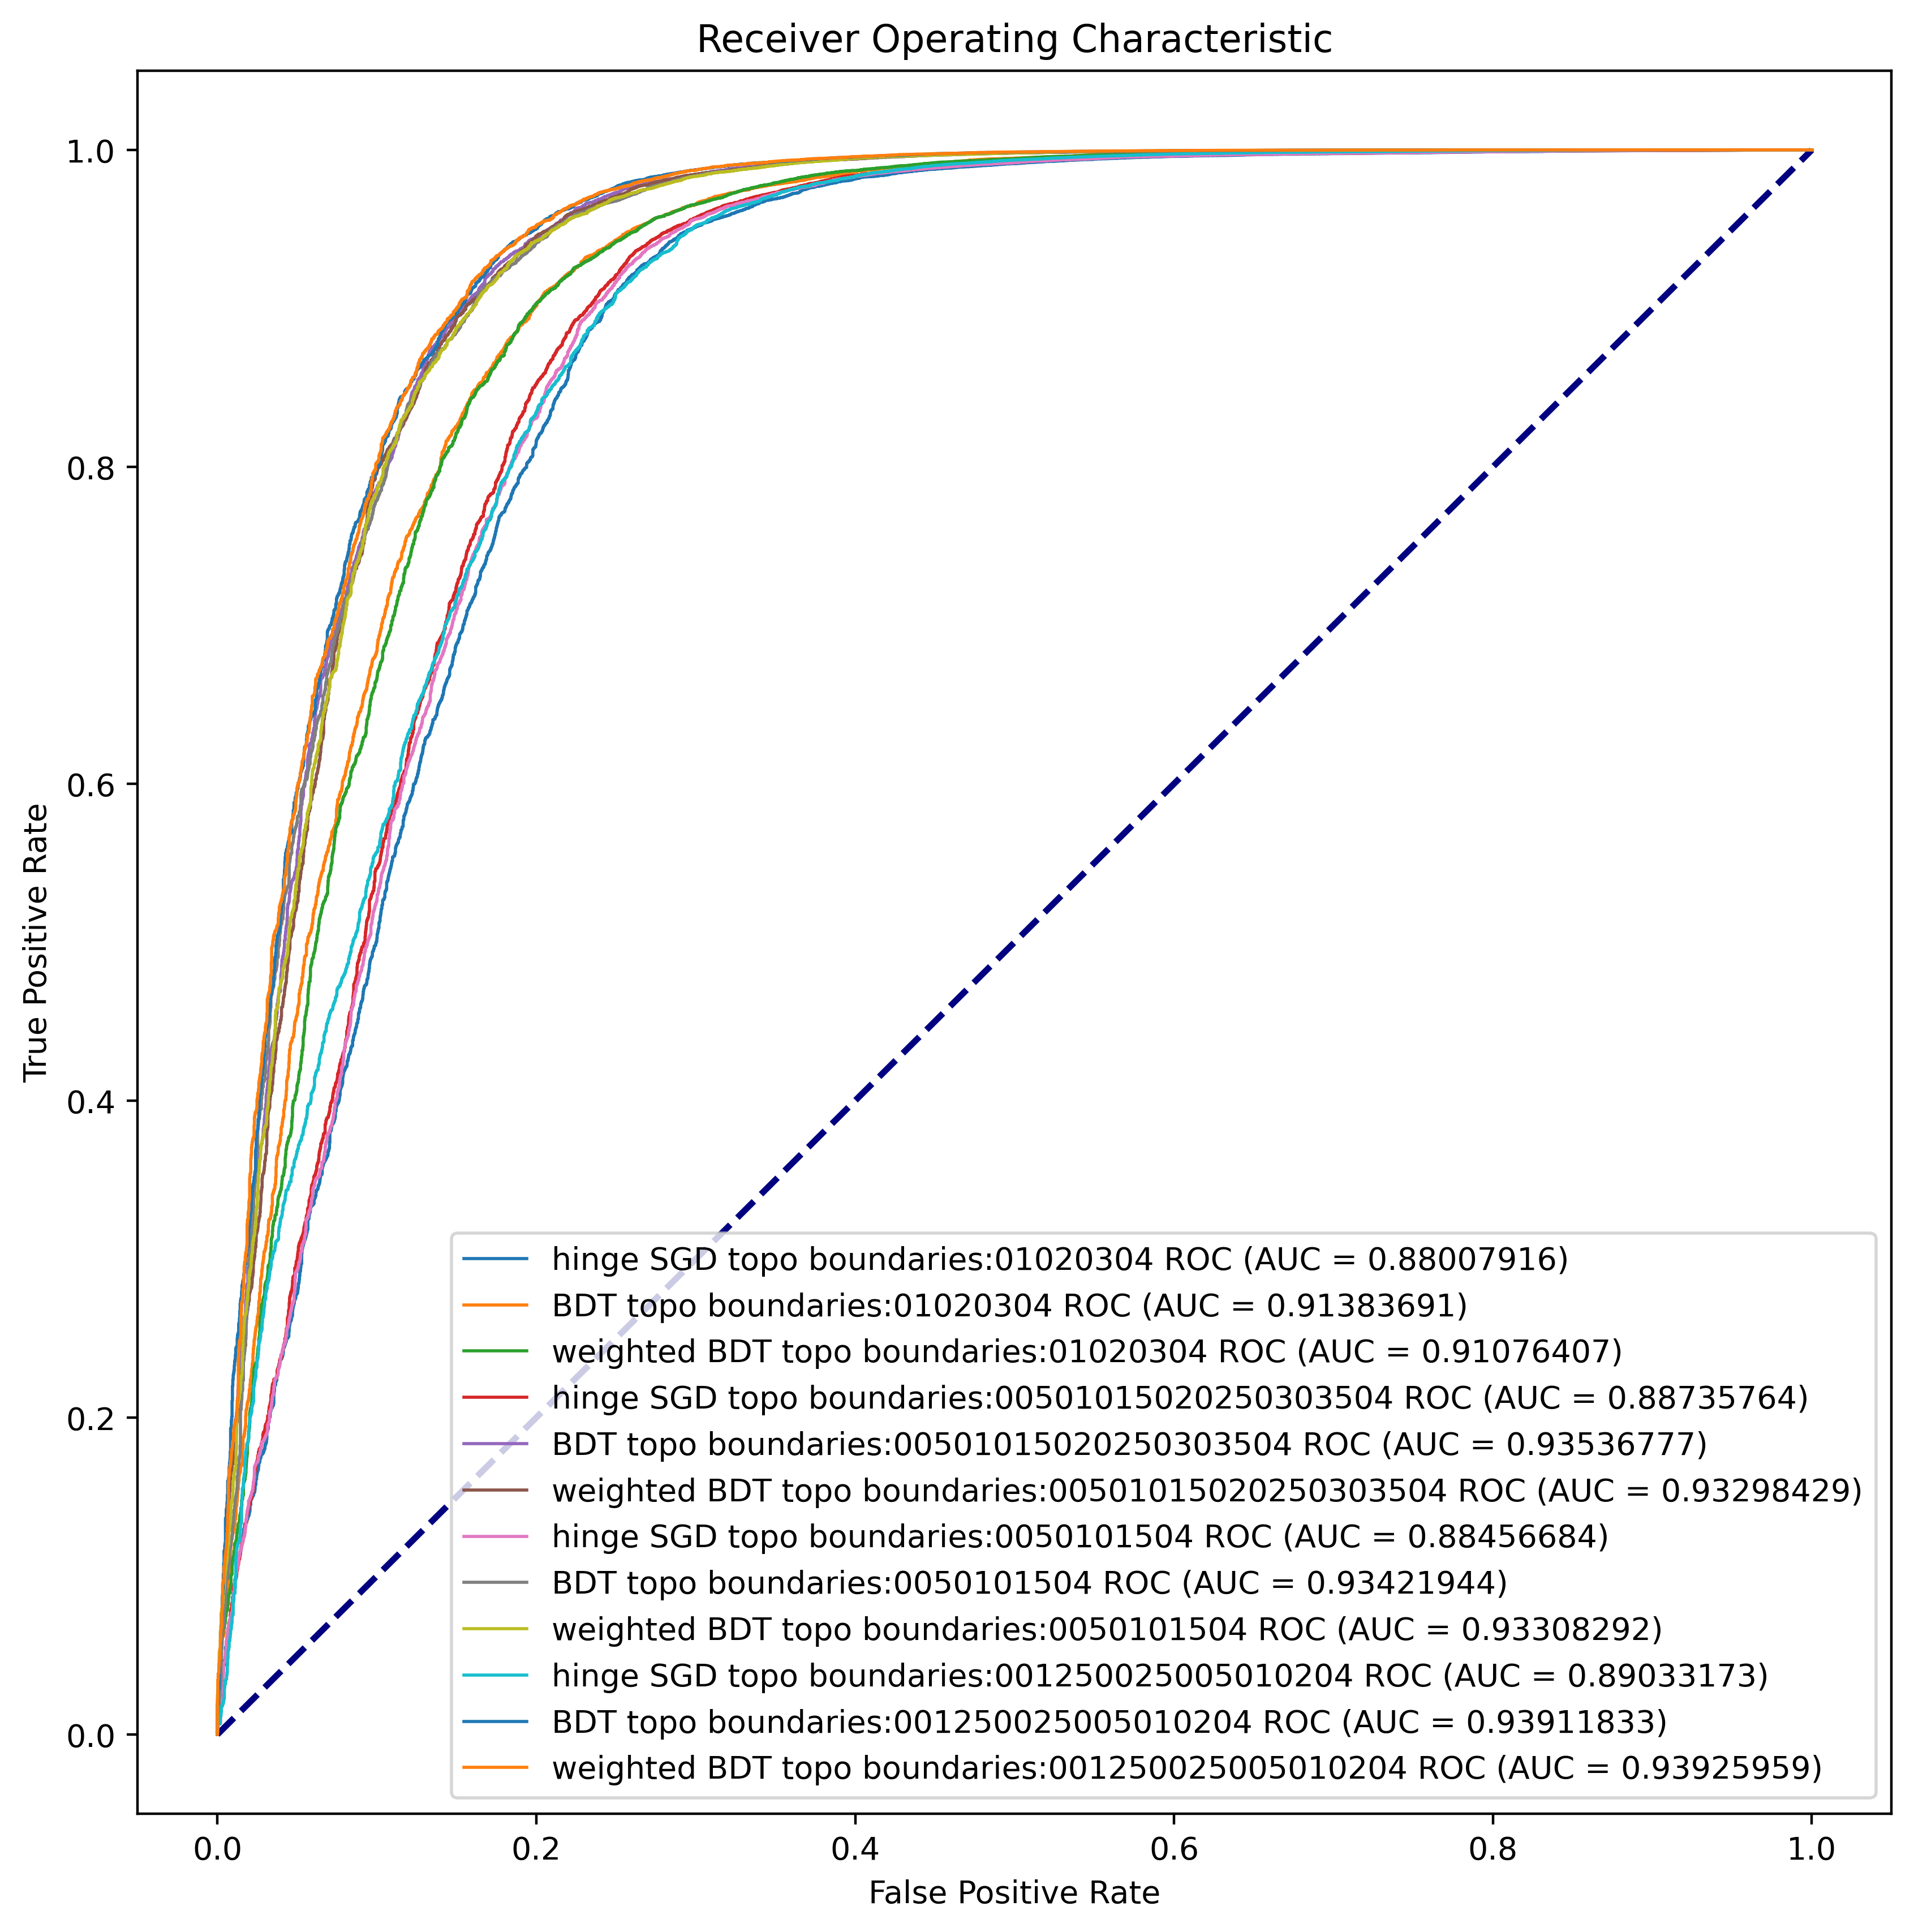 Receiver Operating Characteristic
1.0
0.8
0.6
0.4
0.2
0.0
True Positive Rate
hinge SGD topo boundaries:01020304 ROC (AUC = 0.88007916)
BDT topo boundaries:01020304 ROC (AUC = 0.91383691)
weighted BDT topo boundaries:01020304 ROC (AUC = 0.91076407)
hinge SGD topo boundaries:00501015020250303504 ROC (AUC = 0.88735764)
BDT topo boundaries:00501015020250303504 ROC (AUC = 0.93536777)
weighted BDT topo boundaries:00501015020250303504 ROC (AUC = 0.93298429)
hinge SGD topo boundaries:0050101504 ROC (AUC = 0.88456684)
BDT topo boundaries:0050101504 ROC (AUC = 0.93421944)
weighted BDT topo boundaries:0050101504 ROC (AUC = 0.93308292)
hinge SGD topo boundaries:001250025005010204 ROC (AUC = 0.89033173)
BDT topo boundaries:001250025005010204 ROC (AUC = 0.93911833)
weighted BDT topo boundaries:001250025005010204 ROC (AUC = 0.93925959)
0.0 0.2 0.4 0.6 0.8 1.0
False Positive Rate